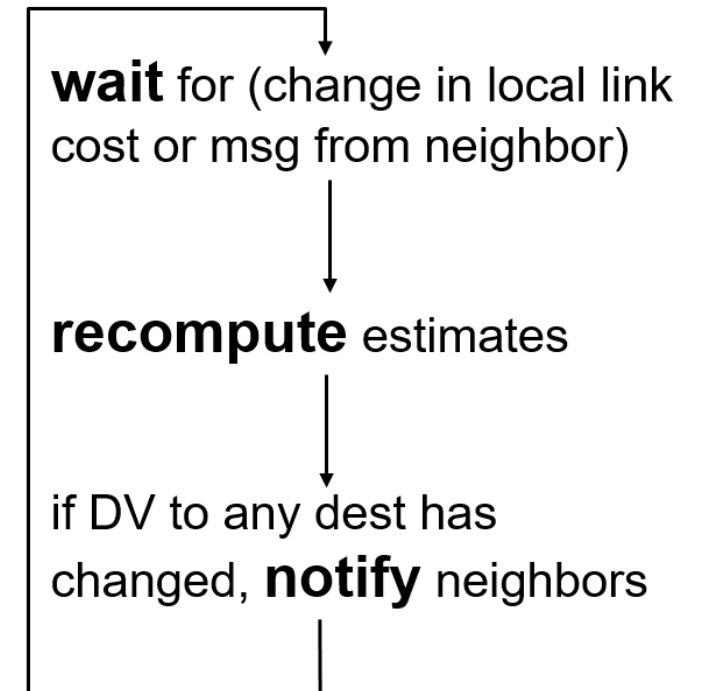 wait for (change in local link
cost or msg from neighbor)
recompute estimates
if DV to any dest has
changed, notify neighbors